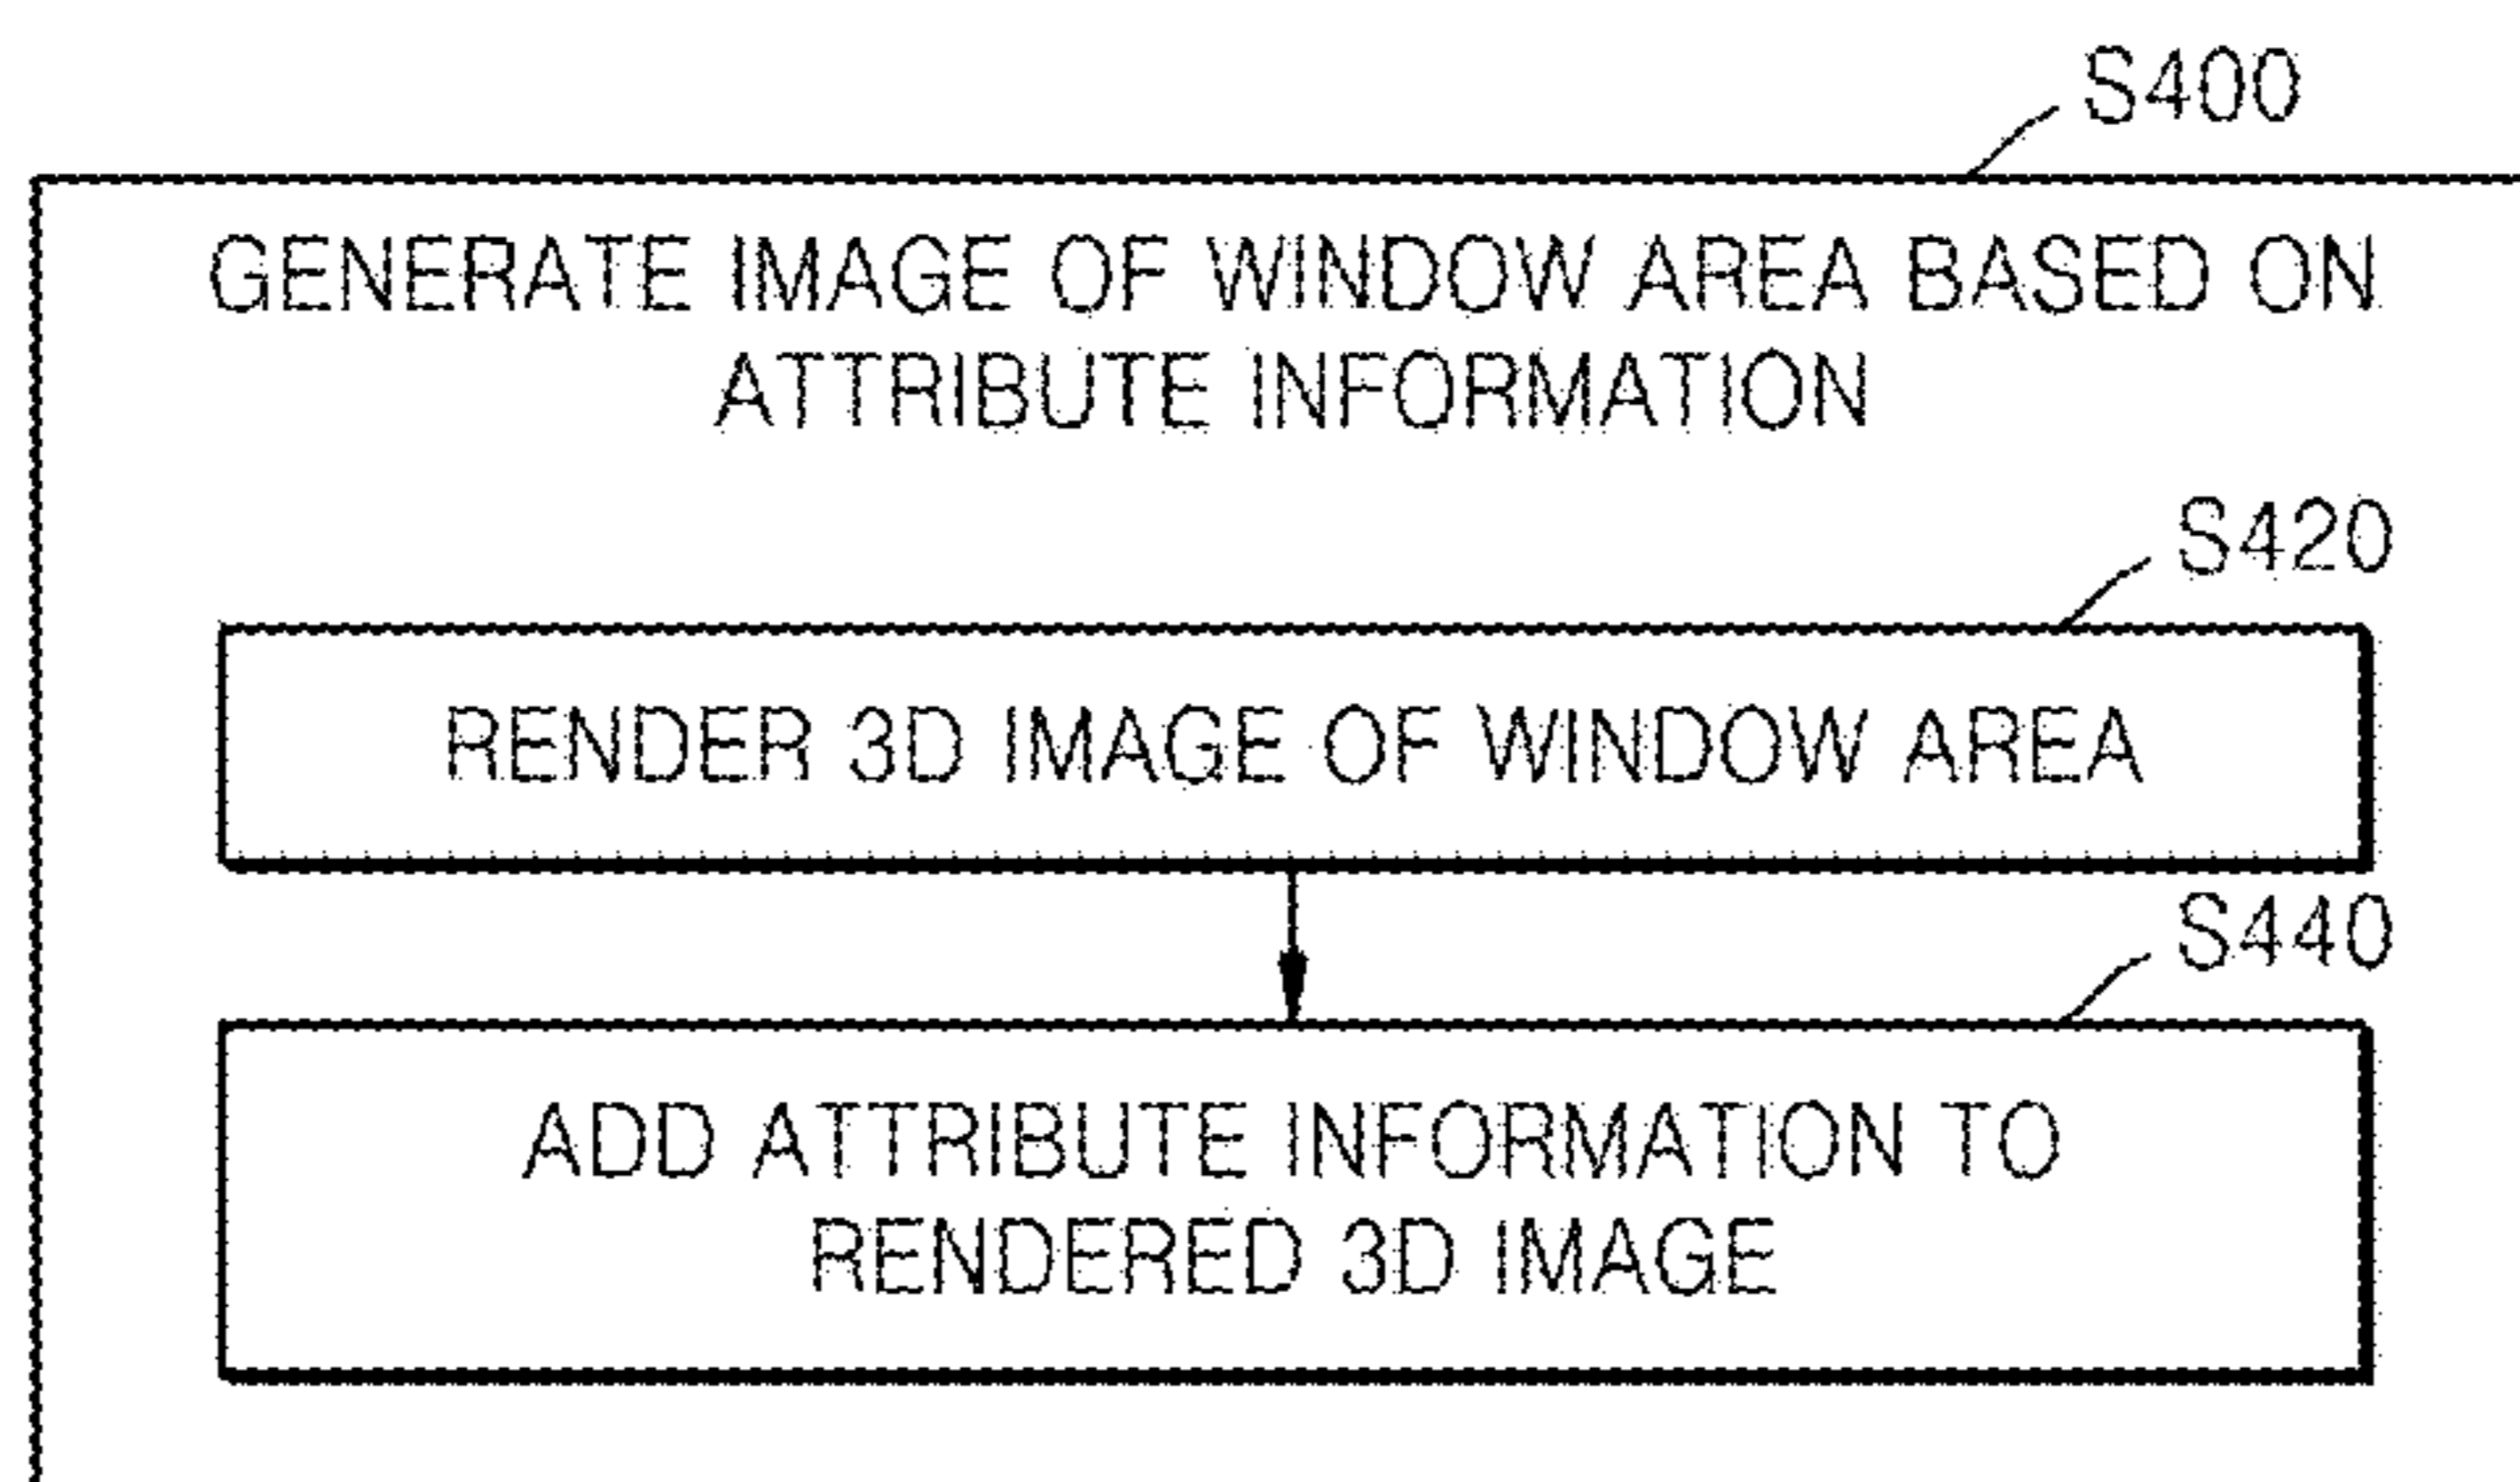 S400
GENERATE IMAGE OF WINDOW AREA BASED ON
ATTRIBUTE INFORMATION
S420
RENDER 3D IMAGE OF WINDOW AREA
S440
ADD ATTRIBUTE INFORMATION TO
RENDERED 3D IMAGE